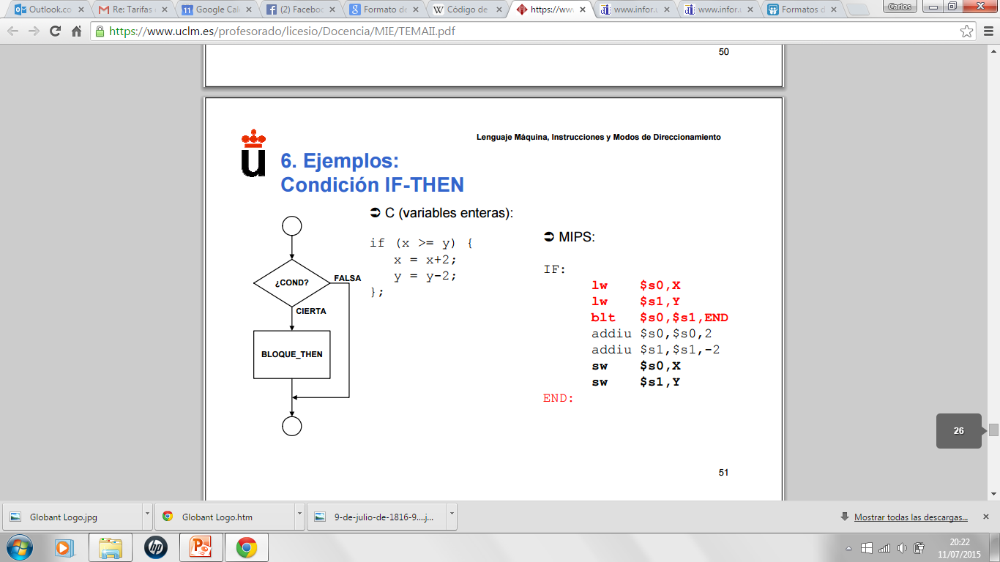 Outlook.co
Re: Tarifas
Google Cal
(2) Faceboo
Formato de
Código de
https://ww
www.infor.u
www.infor.u
Formatos d
Carlos
https://www.uclm.es/profesorado/licesio/Docencia/MIE/TEMAII.pdf
50
Lenguaje Máquina, Instrucciones y Modos de Direccionamiento
ü
6. Ejemplos:
Condición IF-THEN
¿COND?
FALSA
CIERTA
BLOQUE_THEN
C (variables enteras):
if (x >= y) {
x = x+2;
y = y-2;
};
MIPS:
IF:
lw $s0,X
lw $s1,Y
blt $s0,$s1,END
addiu $s0,$s0,2
addiu $s1,$s1,-2
sw $s0,X
sw $s1,Y
END:
26
51
Globant Logo.jpg
Globant Logo.htm
9-de-julio-de-1816-9....j...
Mostrar todas las descargas...
hp
20:22
11/07/2015